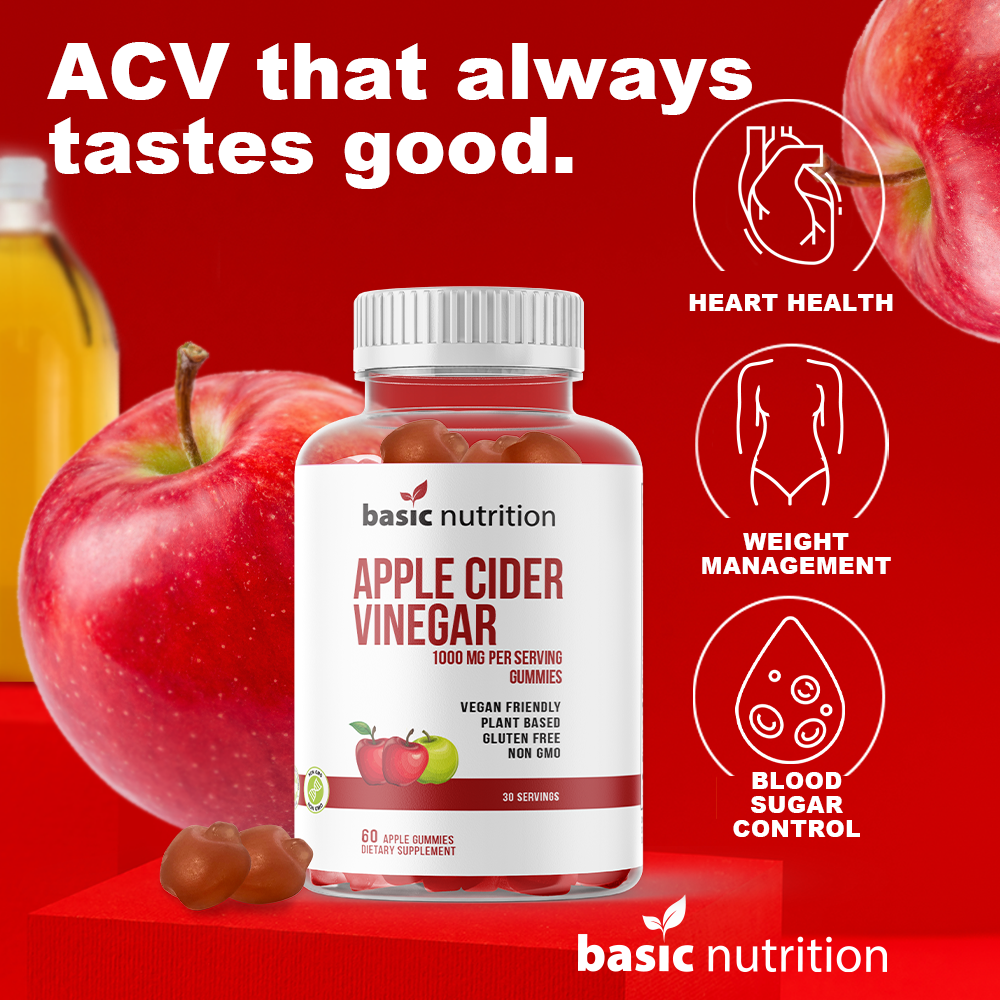 ACV that always
tastes good.
HEART HEALTH
WEIGHT
MANAGEMENT
BLOOD
SUGAR
CONTROL
basic nutrition
APPLE CIDER
VINEGAR
1000 MG PER SERVING
GUMMIES
VEGAN FRIENDLY
PLANT BASED
GLUTEN FREE
NON GMO
30 SERVINGS
60 APPLE GUMMIES
DIETARY SUPPLEMENT
basic nutrition